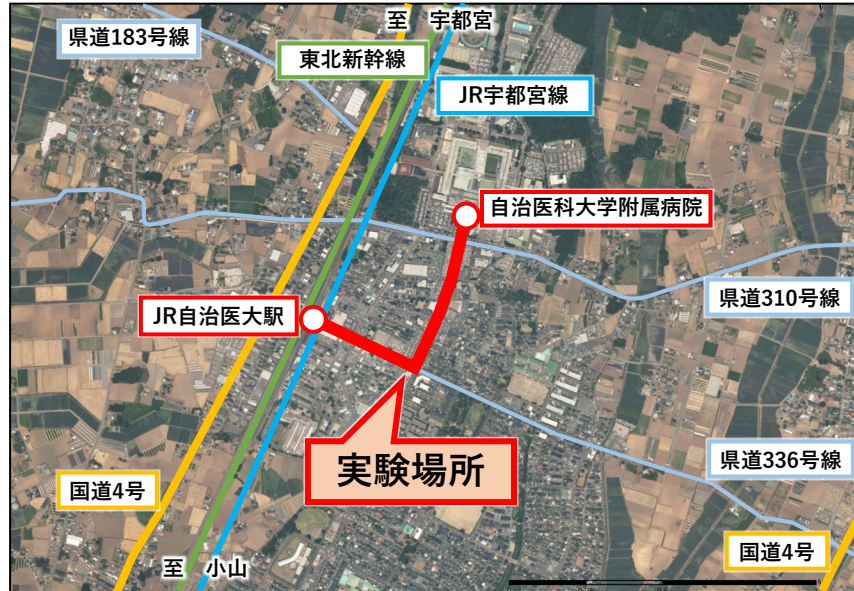 至 宇都宮
県道183号線
東北新幹線
JR宇都宮線
自治医科大学附属病院
県道310号線
JR自治医大駅
実験場所
県道336号線
国道4号
国道4号
至 小山